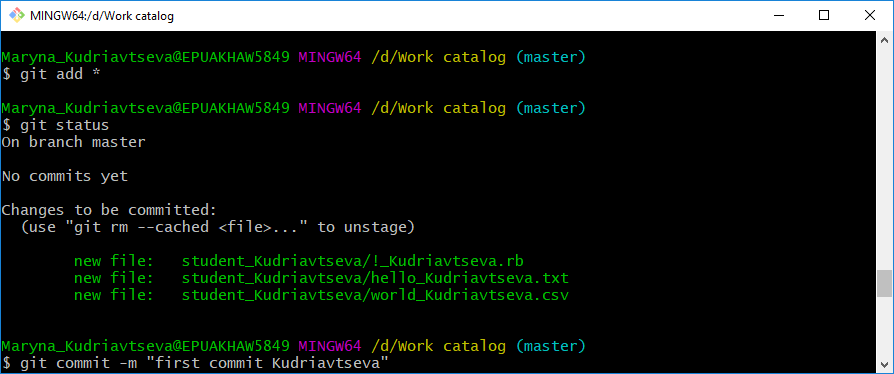 MINGW64:/d/Work catalog
Maryna_Kudriavtseva@EPUAKHAW5849 MINGW64 /d/Work catalog (master)
$ git add *
Maryna_Kudriavtseva@EPUAKHAW5849 MINGW64 /d/Work catalog (master)
$ git status
On branch master
No commits yet
Changes to be committed:
  (use "git rm --cached <file>..." to unstage)
        new file:   student_Kudriavtseva/!_Kudriavtseva.rb
        new file:   student_Kudriavtseva/hello_Kudriavtseva.txt
        new file:   student_Kudriavtseva/world_Kudriavtseva.csv
Maryna_Kudriavtseva@EPUAKHAW5849 MINGW64 /d/Work catalog (master)
$ git commit -m "first commit Kudriavtseva"